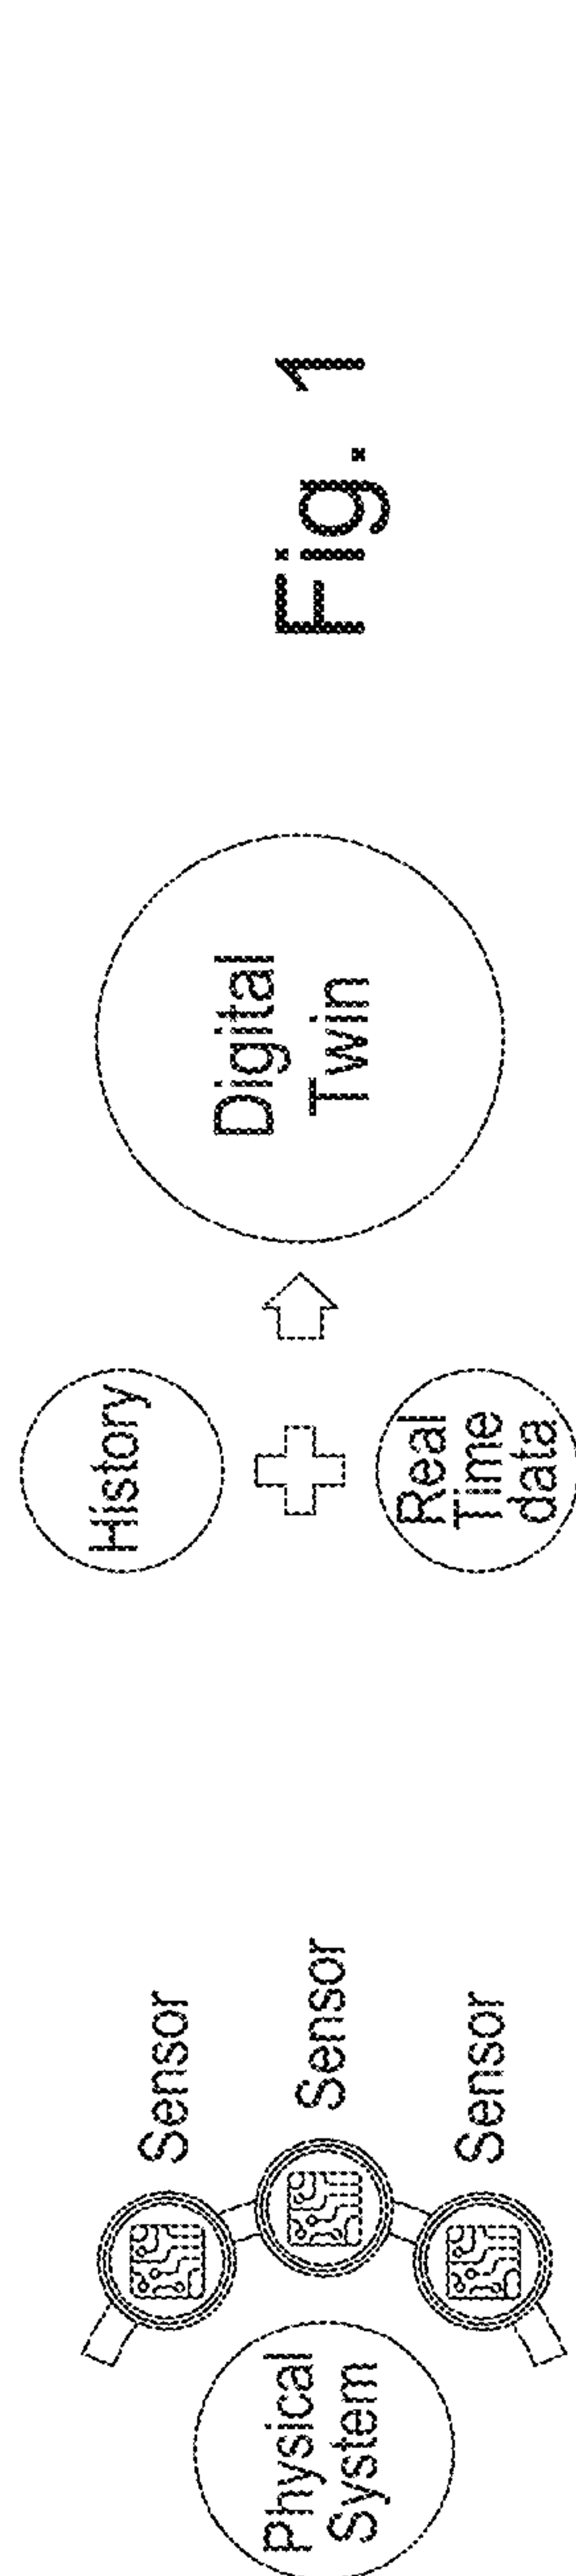 Physical
System
Sensor
Sensor
Sensor
History
Real
Time
data
Digital
Twin
Fig. 1